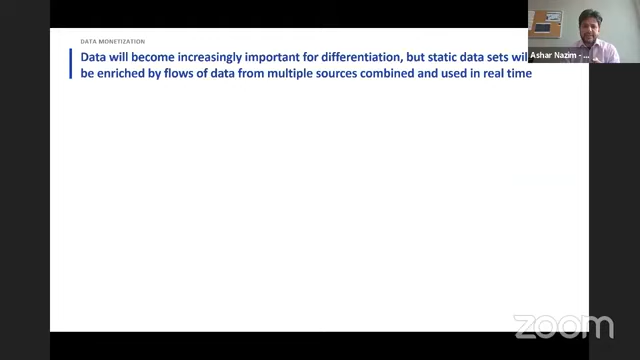 DATA MONETIZATION
Data will become increasingly important for differentiation, but static data sets wil
be enriched by flows of data from multiple sources combined and used in real time
Ashar Nazim - ...
zoom